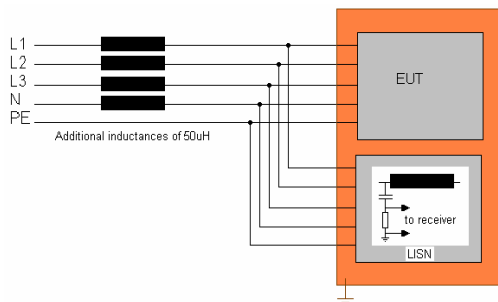 L1
L2
L3
N
PE
Additional inductances of 50uH
EUT
to receiver
LISN